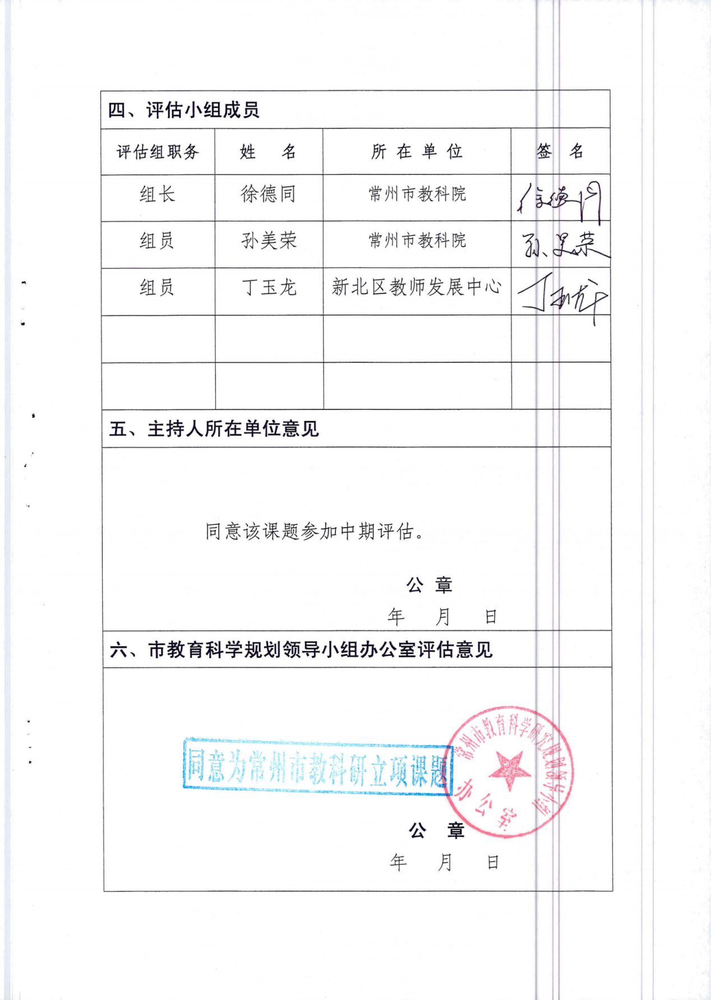 四、评估小组成员
评估组职务 姓 名 所 在 单 位 签 名
组长 徐德同 常州市教科院 徐德同
组员 孙美荣 常州市教科院 孙美荣
组员 丁玉龙 新北区教师发展中心 丁玉龙
五、主持人所在单位意见
同意该课题参加中期评估。
公 章
年 月 日
六、市教育科学规划领导小组办公室评估意见
常州市教育科学研究规划领导小组
同意为常州市教科研立项课题
办公室
公 章
年 月 日